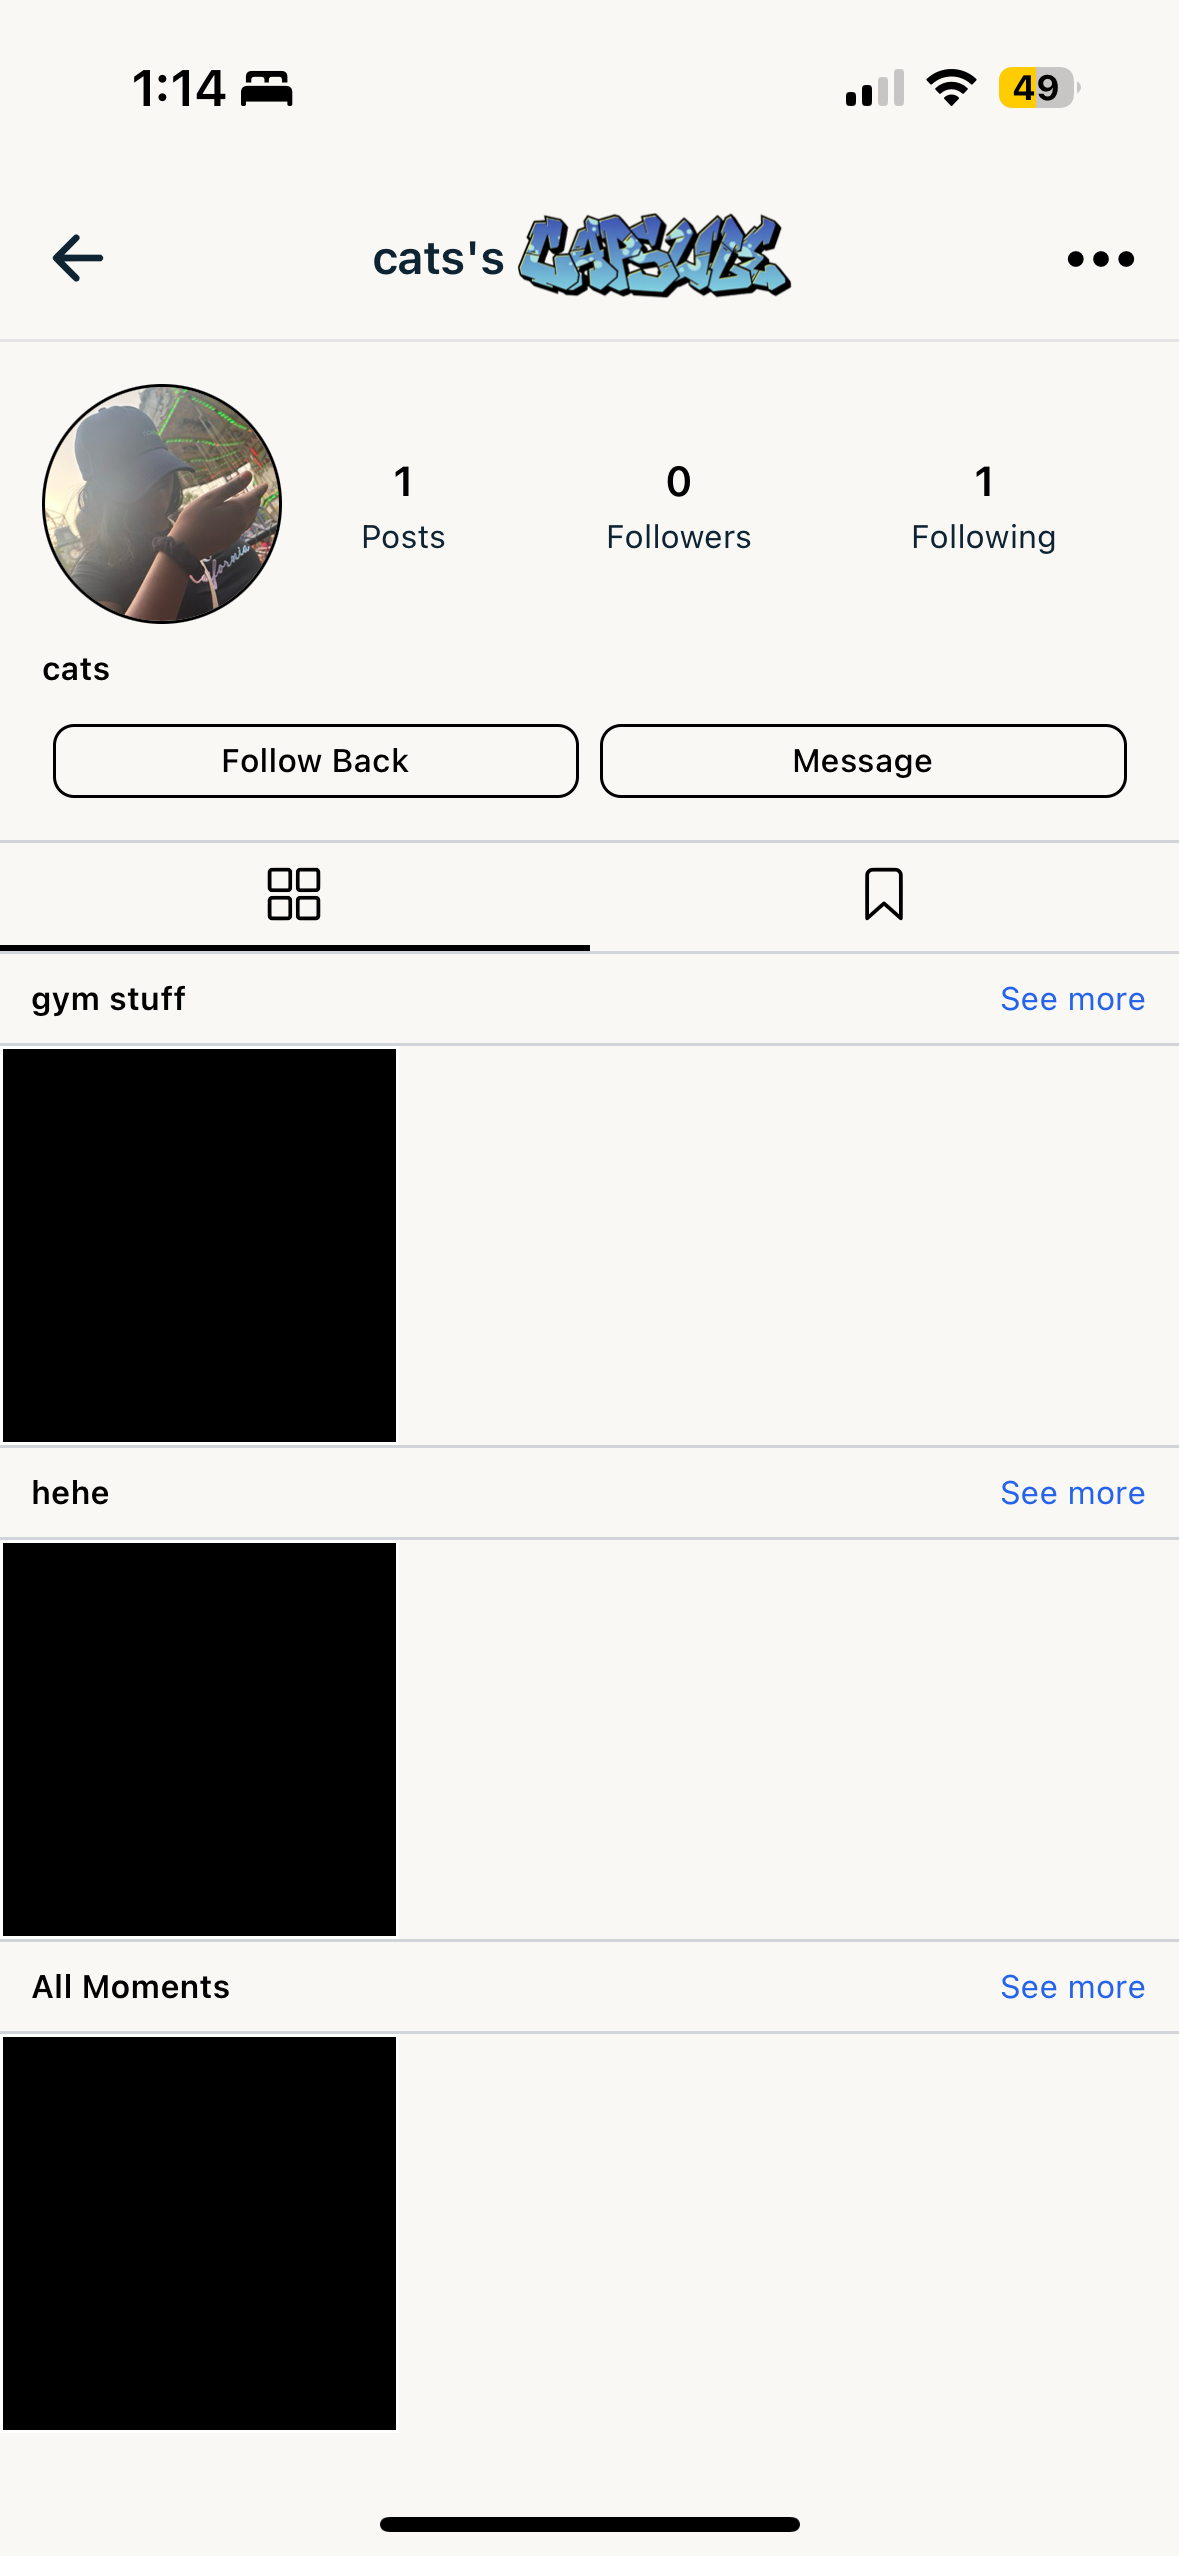 1:14
49
cats's CAPSULE
1
Posts
0
Followers
1
Following
California
cats
Follow Back
Message
gym stuff
See more
hehe
See more
All Moments
See more